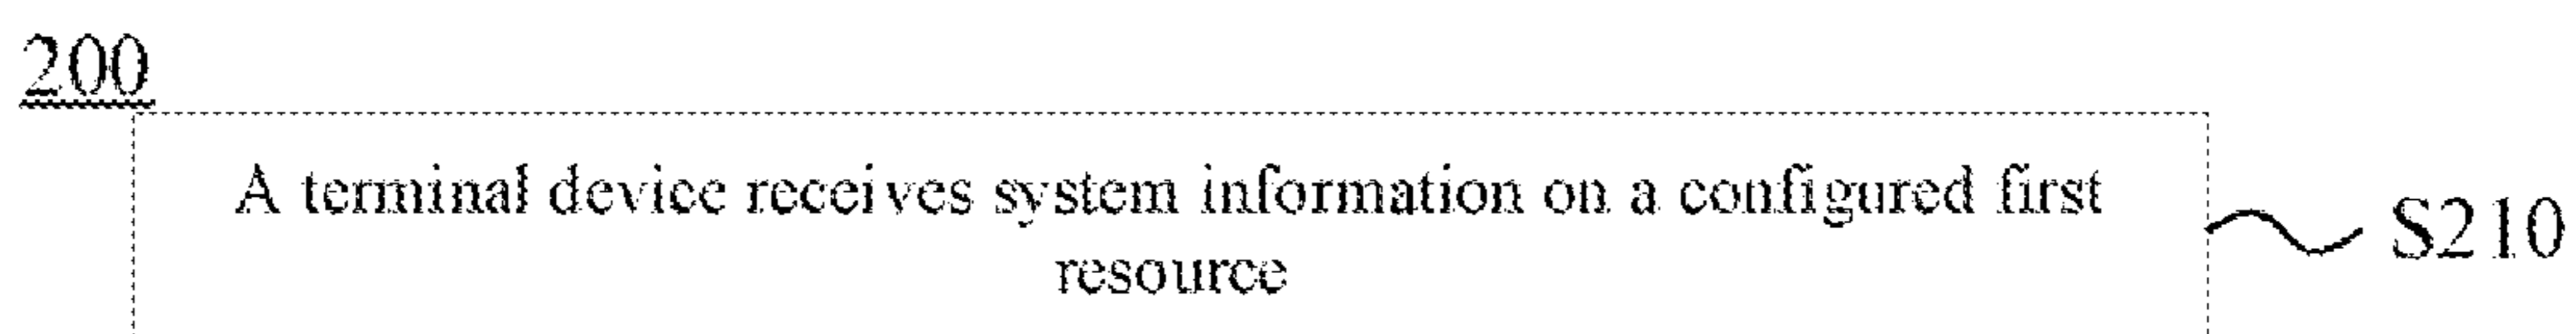 200
A terminal device receives system information on a configured first
resource
S210